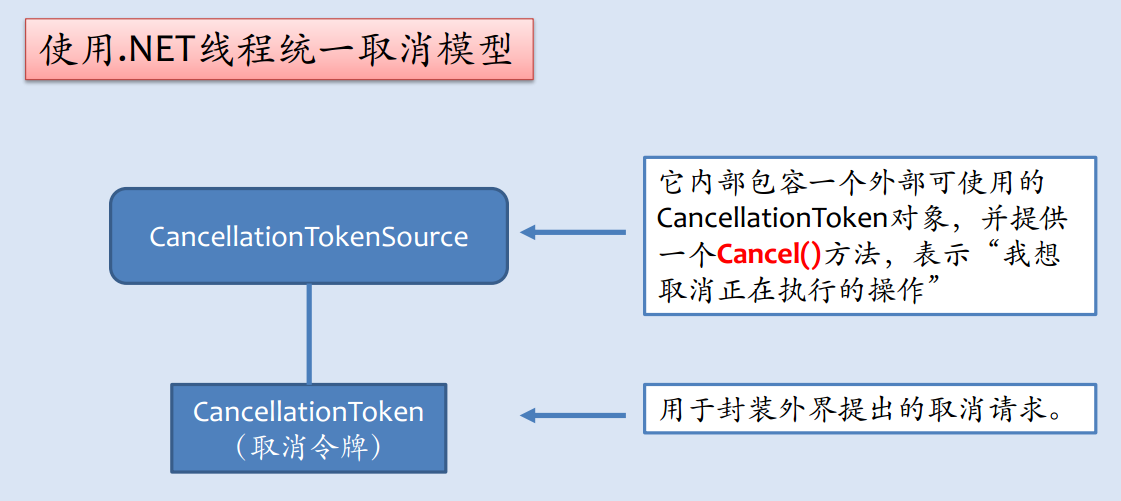 使用.NET线程统一取消模型
CancellationTokenSource
它内部包容一个外部可使用的
CancellationToken对象，并提供
一个Cancel()方法，表示“我想
取消正在执行的操作”
CancellationToken
（取消令牌）
用于封装外界提出的取消请求。